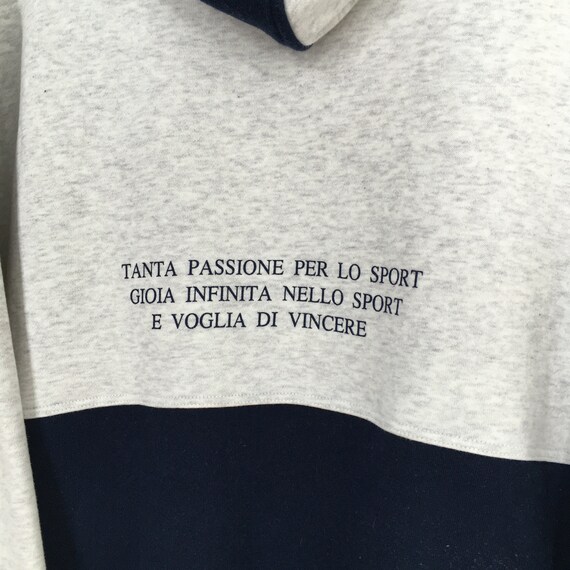 TANTA PASSIONE PER LO SPORT
GIOIA INFINITA NELLO SPORT
E VOGLIA DI VINCERE